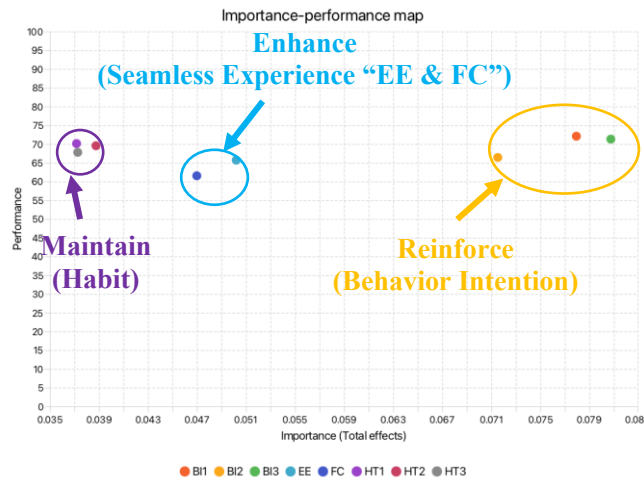 Importance-performance map
Enhance
(Seamless Experience “EE & FC”)
Maintain
(Habit)
Reinforce
(Behavior Intention)
Performance
100
95
90
85
80
75
70
65
60
55
50
45
40
35
30
25
20
15
10
5
0
0.035 0.039 0.047 0.051 0.055 0.059 0.063 0.067 0.071 0.075 0.079 0.08
Importance (Total effects)
BI1 BI2 BI3 EE FC HT1 HT2 HT3